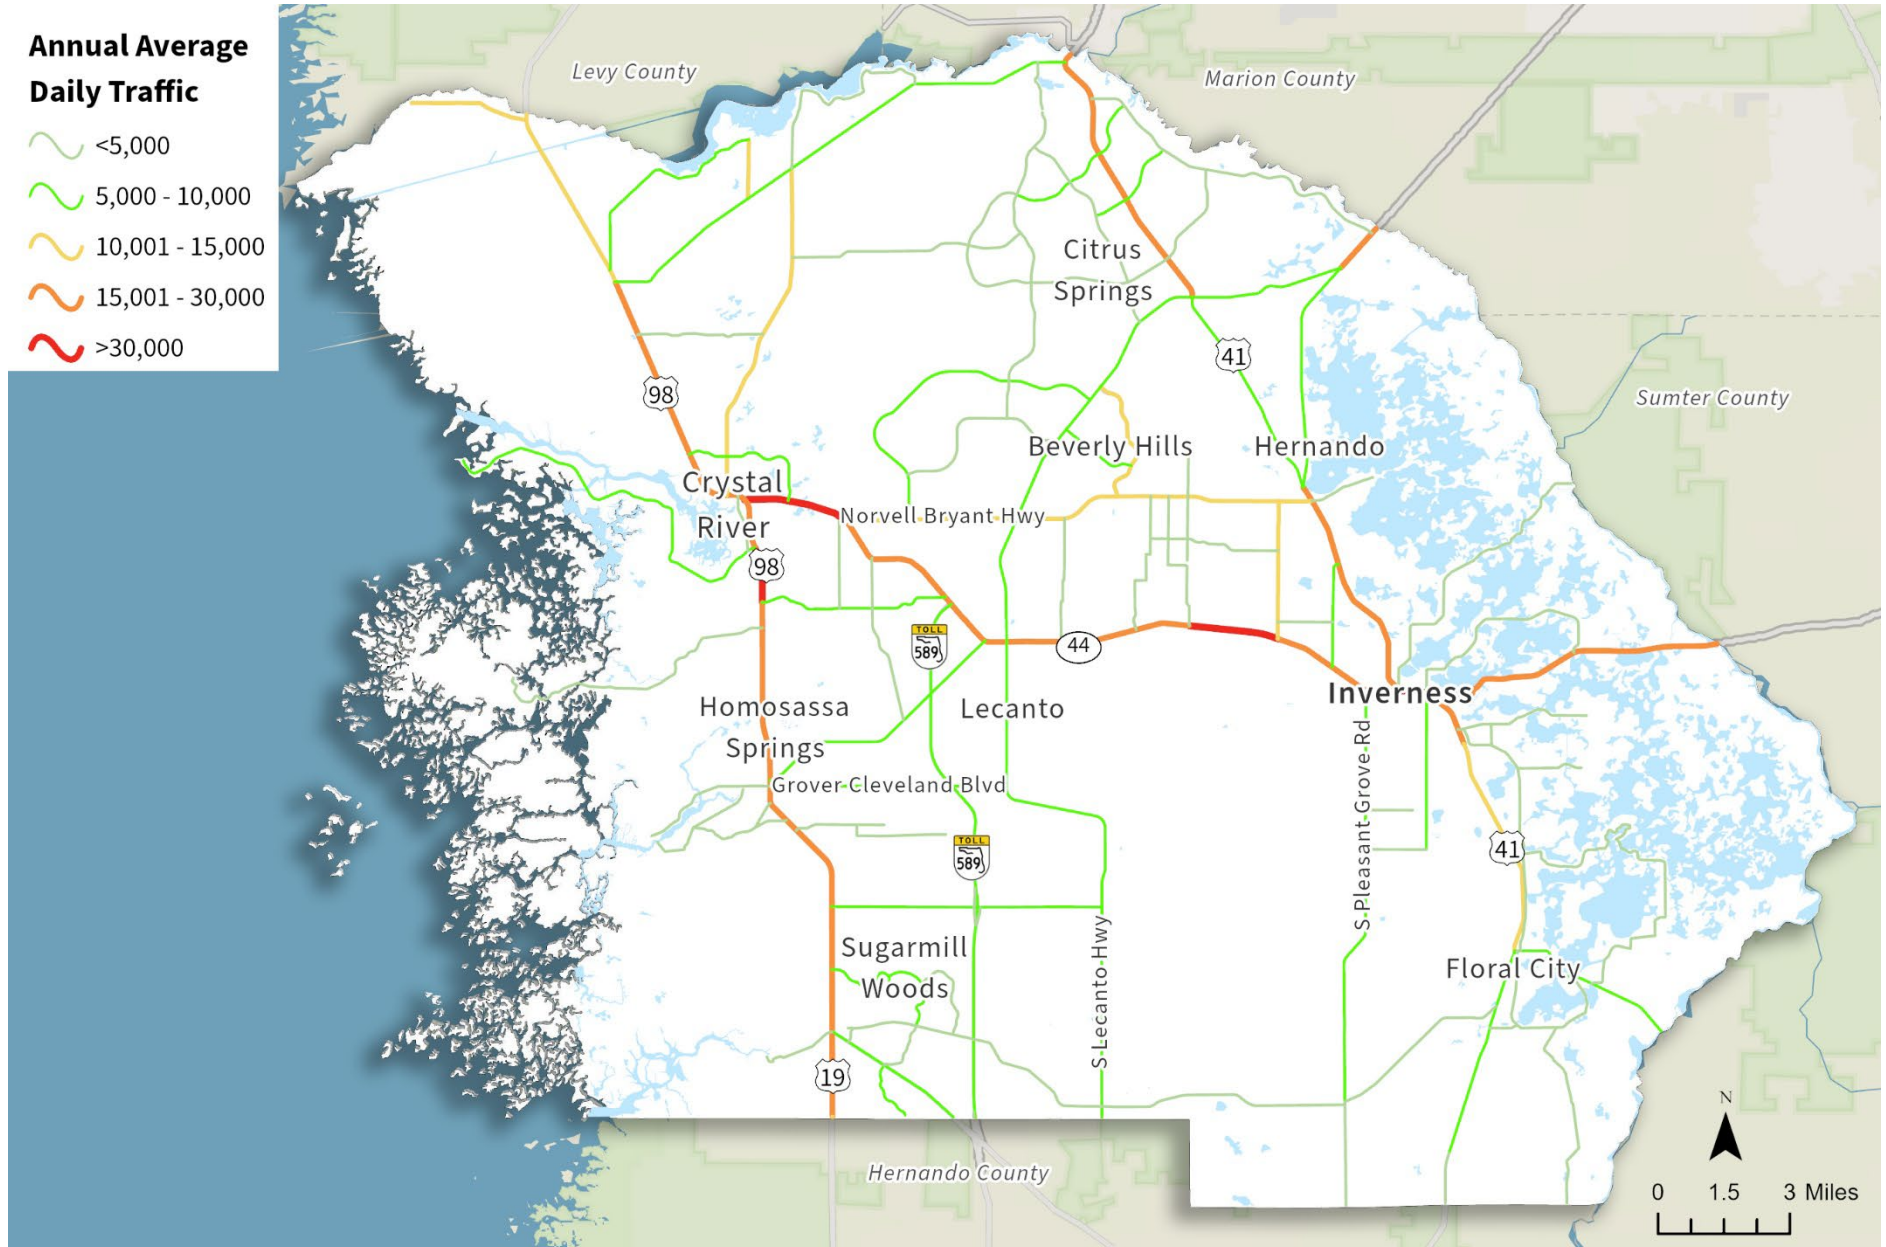 Annual Average
Daily Traffic
<5,000
5,000 - 10,000
10,001 - 15,000
15,001 - 30,000
>30,000
Levy County
Marion County
Citrus
Springs
41
98
Sumter County
Beverly Hills
Hernando
Crystal
River
Norvell Bryant Hwy
98
TOLL
589
44
Inverness
Homosassa
Springs
Lecanto
Grover Cleveland Blvd
S Pleasant Grove Rd
TOLL
589
41
Sugarmill
Woods
S Lecanto Hwy
Floral City
19
Hernando County
N
0 1.5 3 Miles